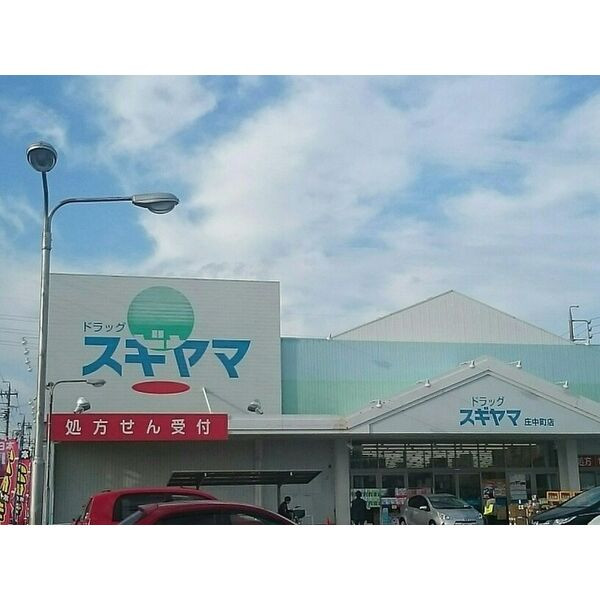 ドラッグ
スギヤマ
処方せん受付
ドラッグ
スギヤマ 庄中町店